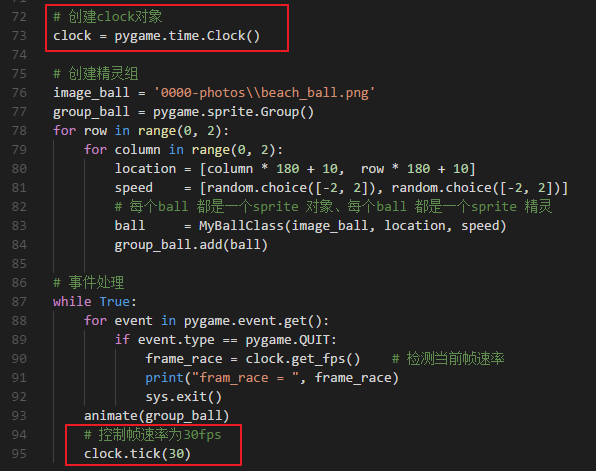 72 # 创建clock对象
73 clock = pygame.time.Clock()
74
75 # 创建精灵组
76 image_ball = '0000-photos\\beach_ball.png'
77 group_ball = pygame.sprite.Group()
78 for row in range(0, 2):
79     for column in range(0, 2):
80         location = [column * 180 + 10,  row * 180 + 10]
81         speed    = [random.choice([-2, 2]), random.choice([-2, 2])]
82         # 每个ball 都是一个sprite 对象、每个ball 都是一个sprite 精灵
83         ball     = MyBallClass(image_ball, location, speed)
84         group_ball.add(ball)
85
86 # 事件处理
87 while True:
88     for event in pygame.event.get():
89         if event.type == pygame.QUIT:
90             frame_race = clock.get_fps()    # 检测当前帧速率
91             print("fram_race = ", frame_race)
92             sys.exit()
93     animate(group_ball)
94     # 控制帧速率为30fps
95     clock.tick(30)